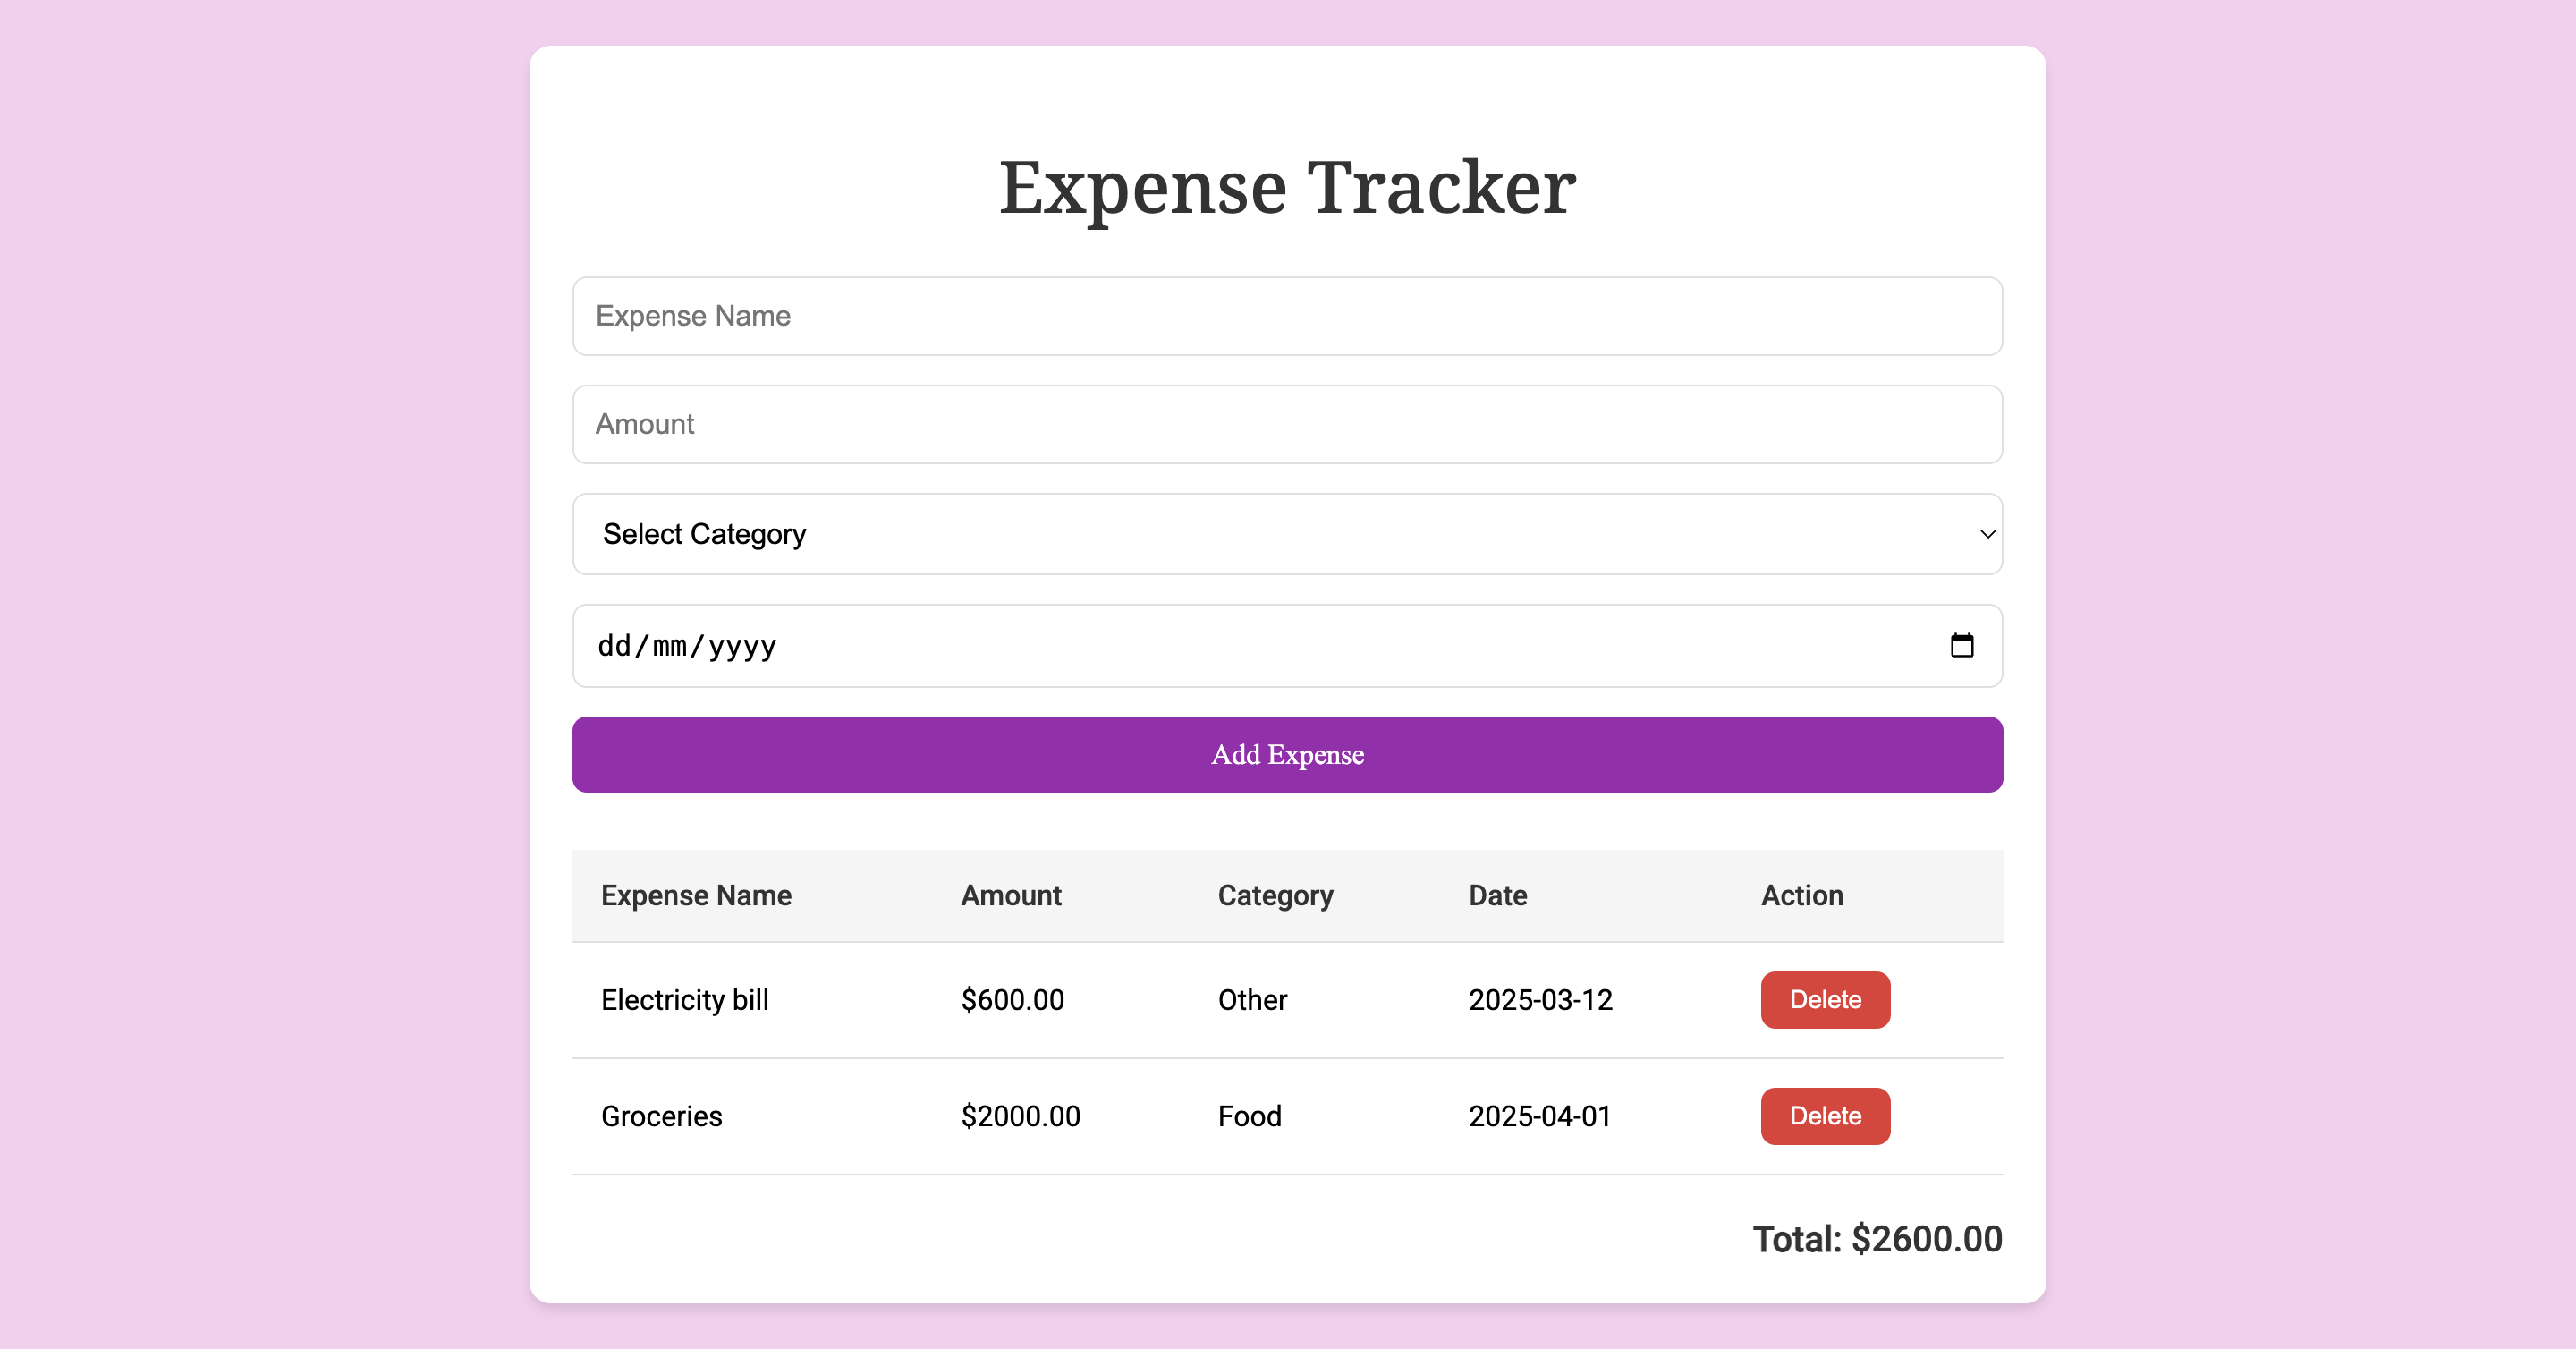 Expense Tracker
Expense Name
Amount
Select Category
dd/mm/yyyy
Add Expense
Expense Name Amount Category Date Action
Electricity bill $600.00 Other 2025-03-12 Delete
Groceries $2000.00 Food 2025-04-01 Delete
Total: $2600.00